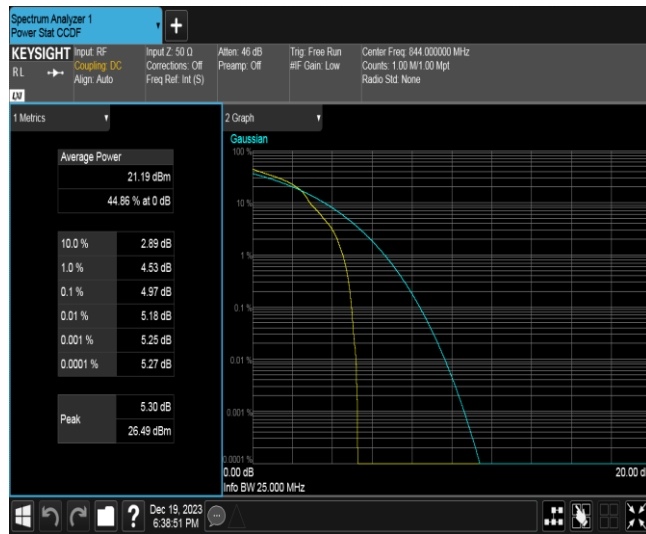 Spectrum Analyzer 1
Power Stat CCDF
+
KEYSIGHT
RL
LXI
Input: RF
Coupling: DC
Align: Auto
Input Z: 50 Ω
Corrections: Off
Freq Ref: Int (S)
Atten: 46 dB
Preamp: Off
Trig: Free Run
#IF Gain: Low
Center Freq: 844.000000 MHz
Counts: 1.00 M/1.00 Mpt
Radio Std: None
1 Metrics
Average Power
21.19 dBm
44.86 % at 0 dB
10.0 % 2.89 dB
1.0 % 4.53 dB
0.1 % 4.97 dB
0.01 % 5.18 dB
0.001 % 5.25 dB
0.0001 % 5.27 dB
Peak
5.30 dB
26.49 dBm
2 Graph
Gaussian
100 %
10 %
1 %
0.1 %
0.01 %
0.001 %
0.0001 %
0.00 dB
20.00 d
Info BW 25.000 MHz
?
Dec 19, 2023
6:38:51 PM